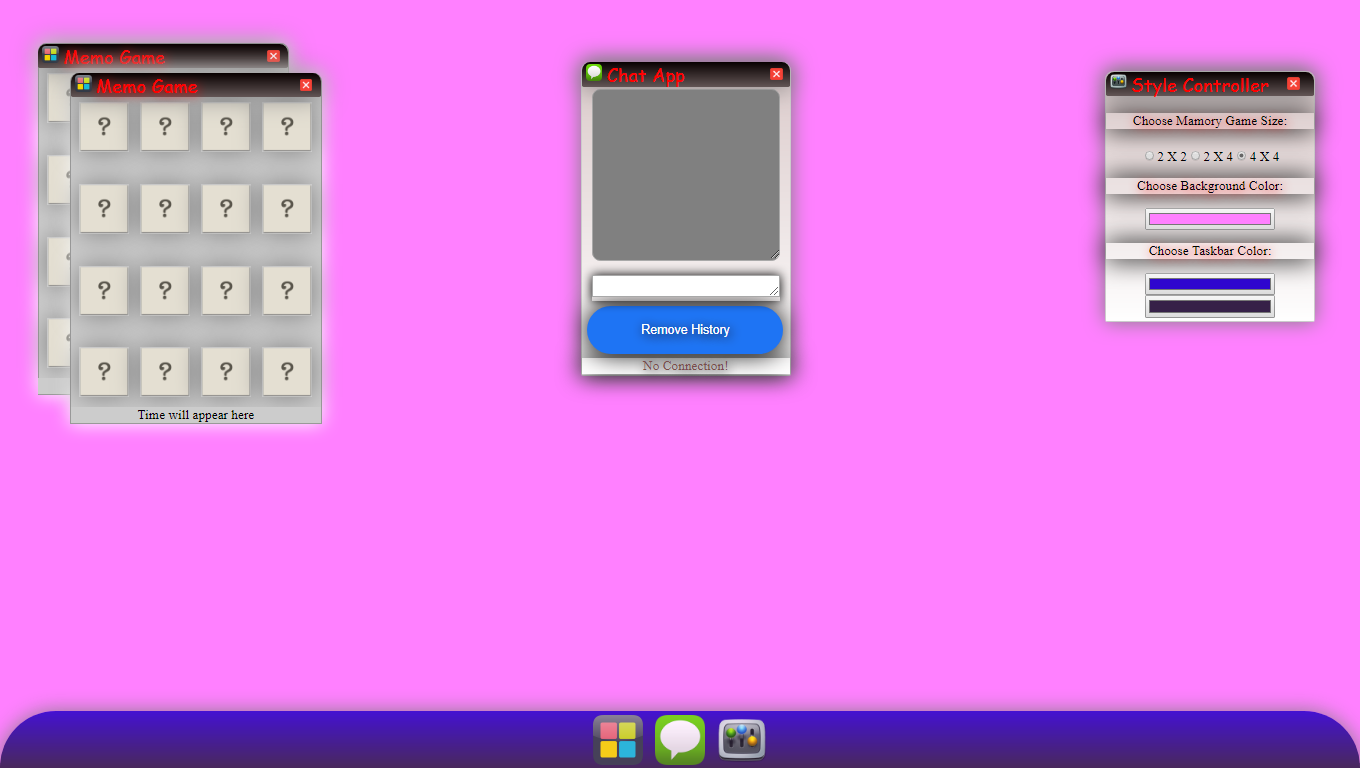 Memo Game
Memo Game
? ? ? ?
? ? ? ?
? ? ? ?
? ? ? ?
Time will appear here
Chat App
Remove History
No Connection!
Style Controller
Choose Mamory Game Size:
2 X 2 2 X 4 4 X 4
Choose Background Color:
Choose Taskbar Color: